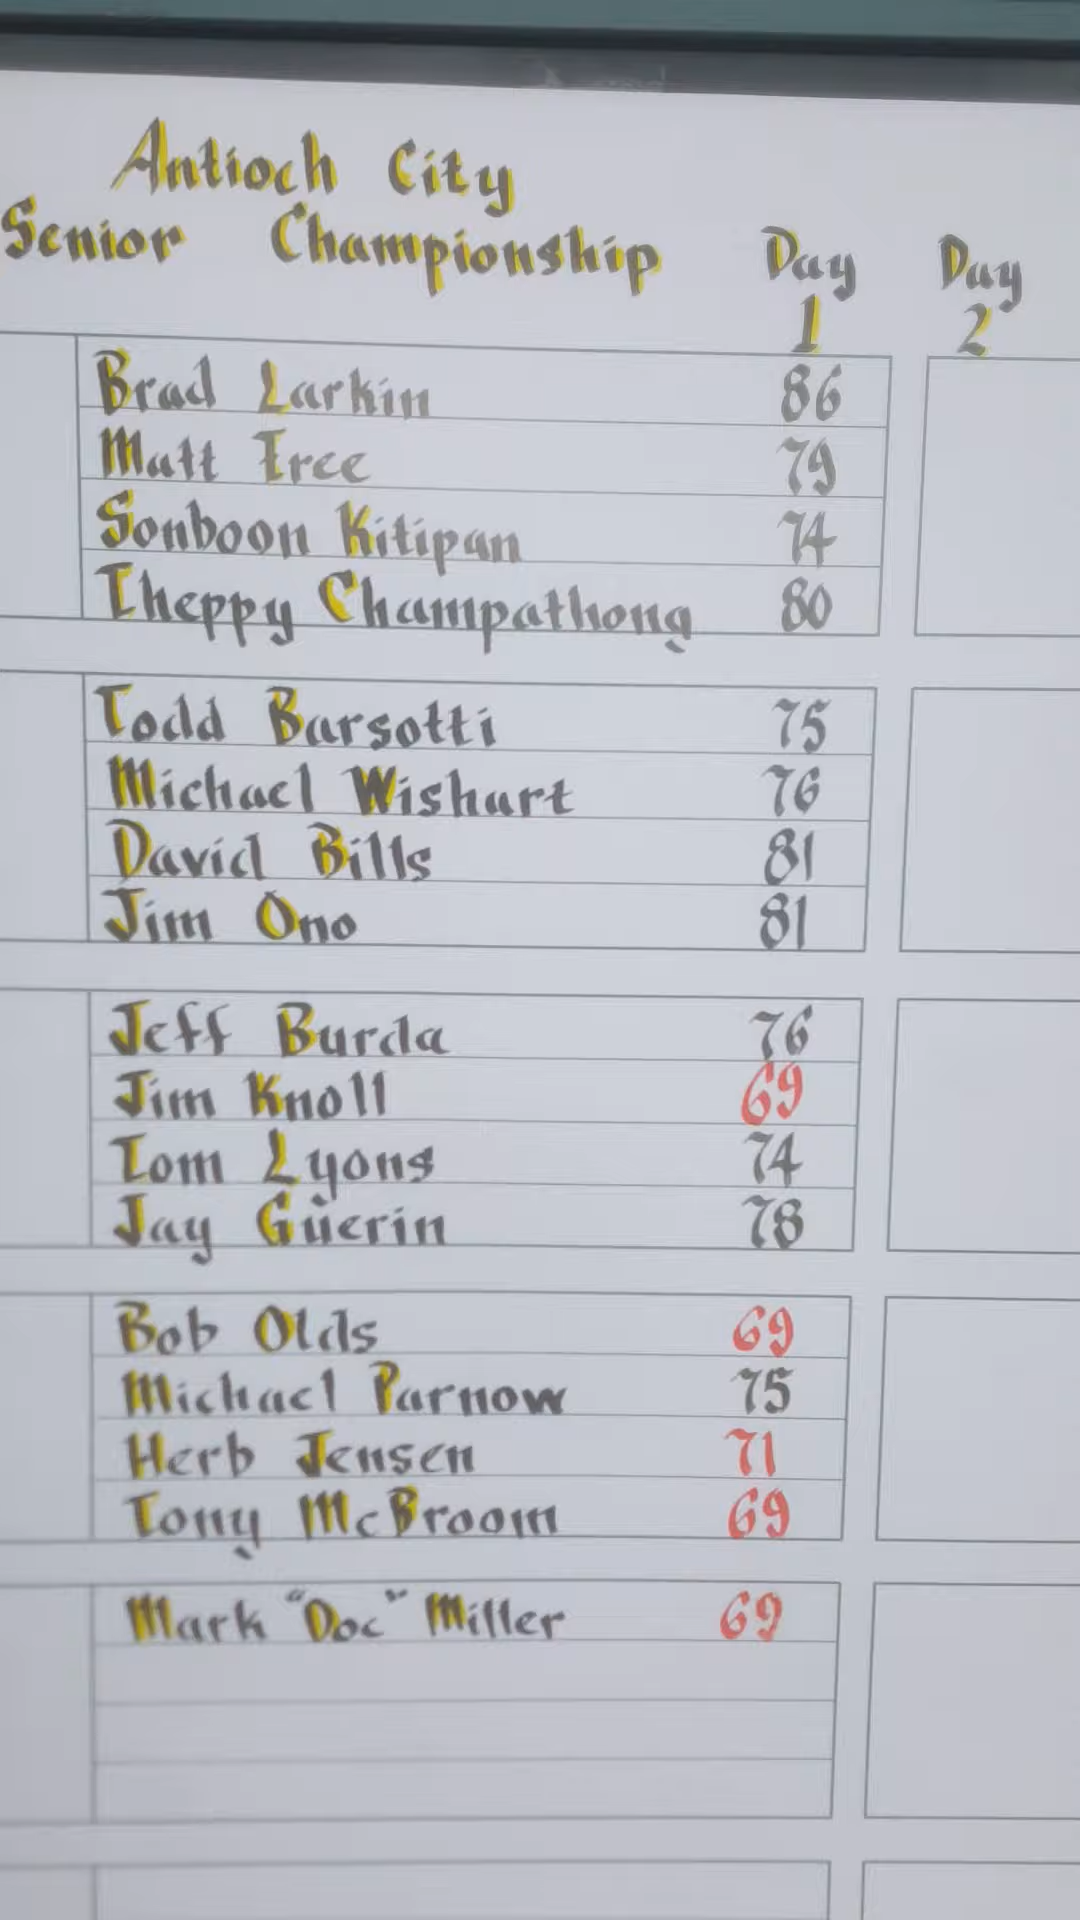 Antioch City
Senior Championship Day 1 Day 2
Brad Larkin 86
Matt Tree 79
Sonboon Kitipan 74
Theppy Champathong 80
Todd Barsotti 75
Michael Wishart 76
David Bills 81
Jim Ono 81
Jeff Burda 76
Jim Knoll 69
Tom Lyons 74
Jay Guerin 78
Bob Olds 69
Michael Parnow 75
Herb Jensen 71
Tony McBroom 69
Mark "Doc" Miller 69